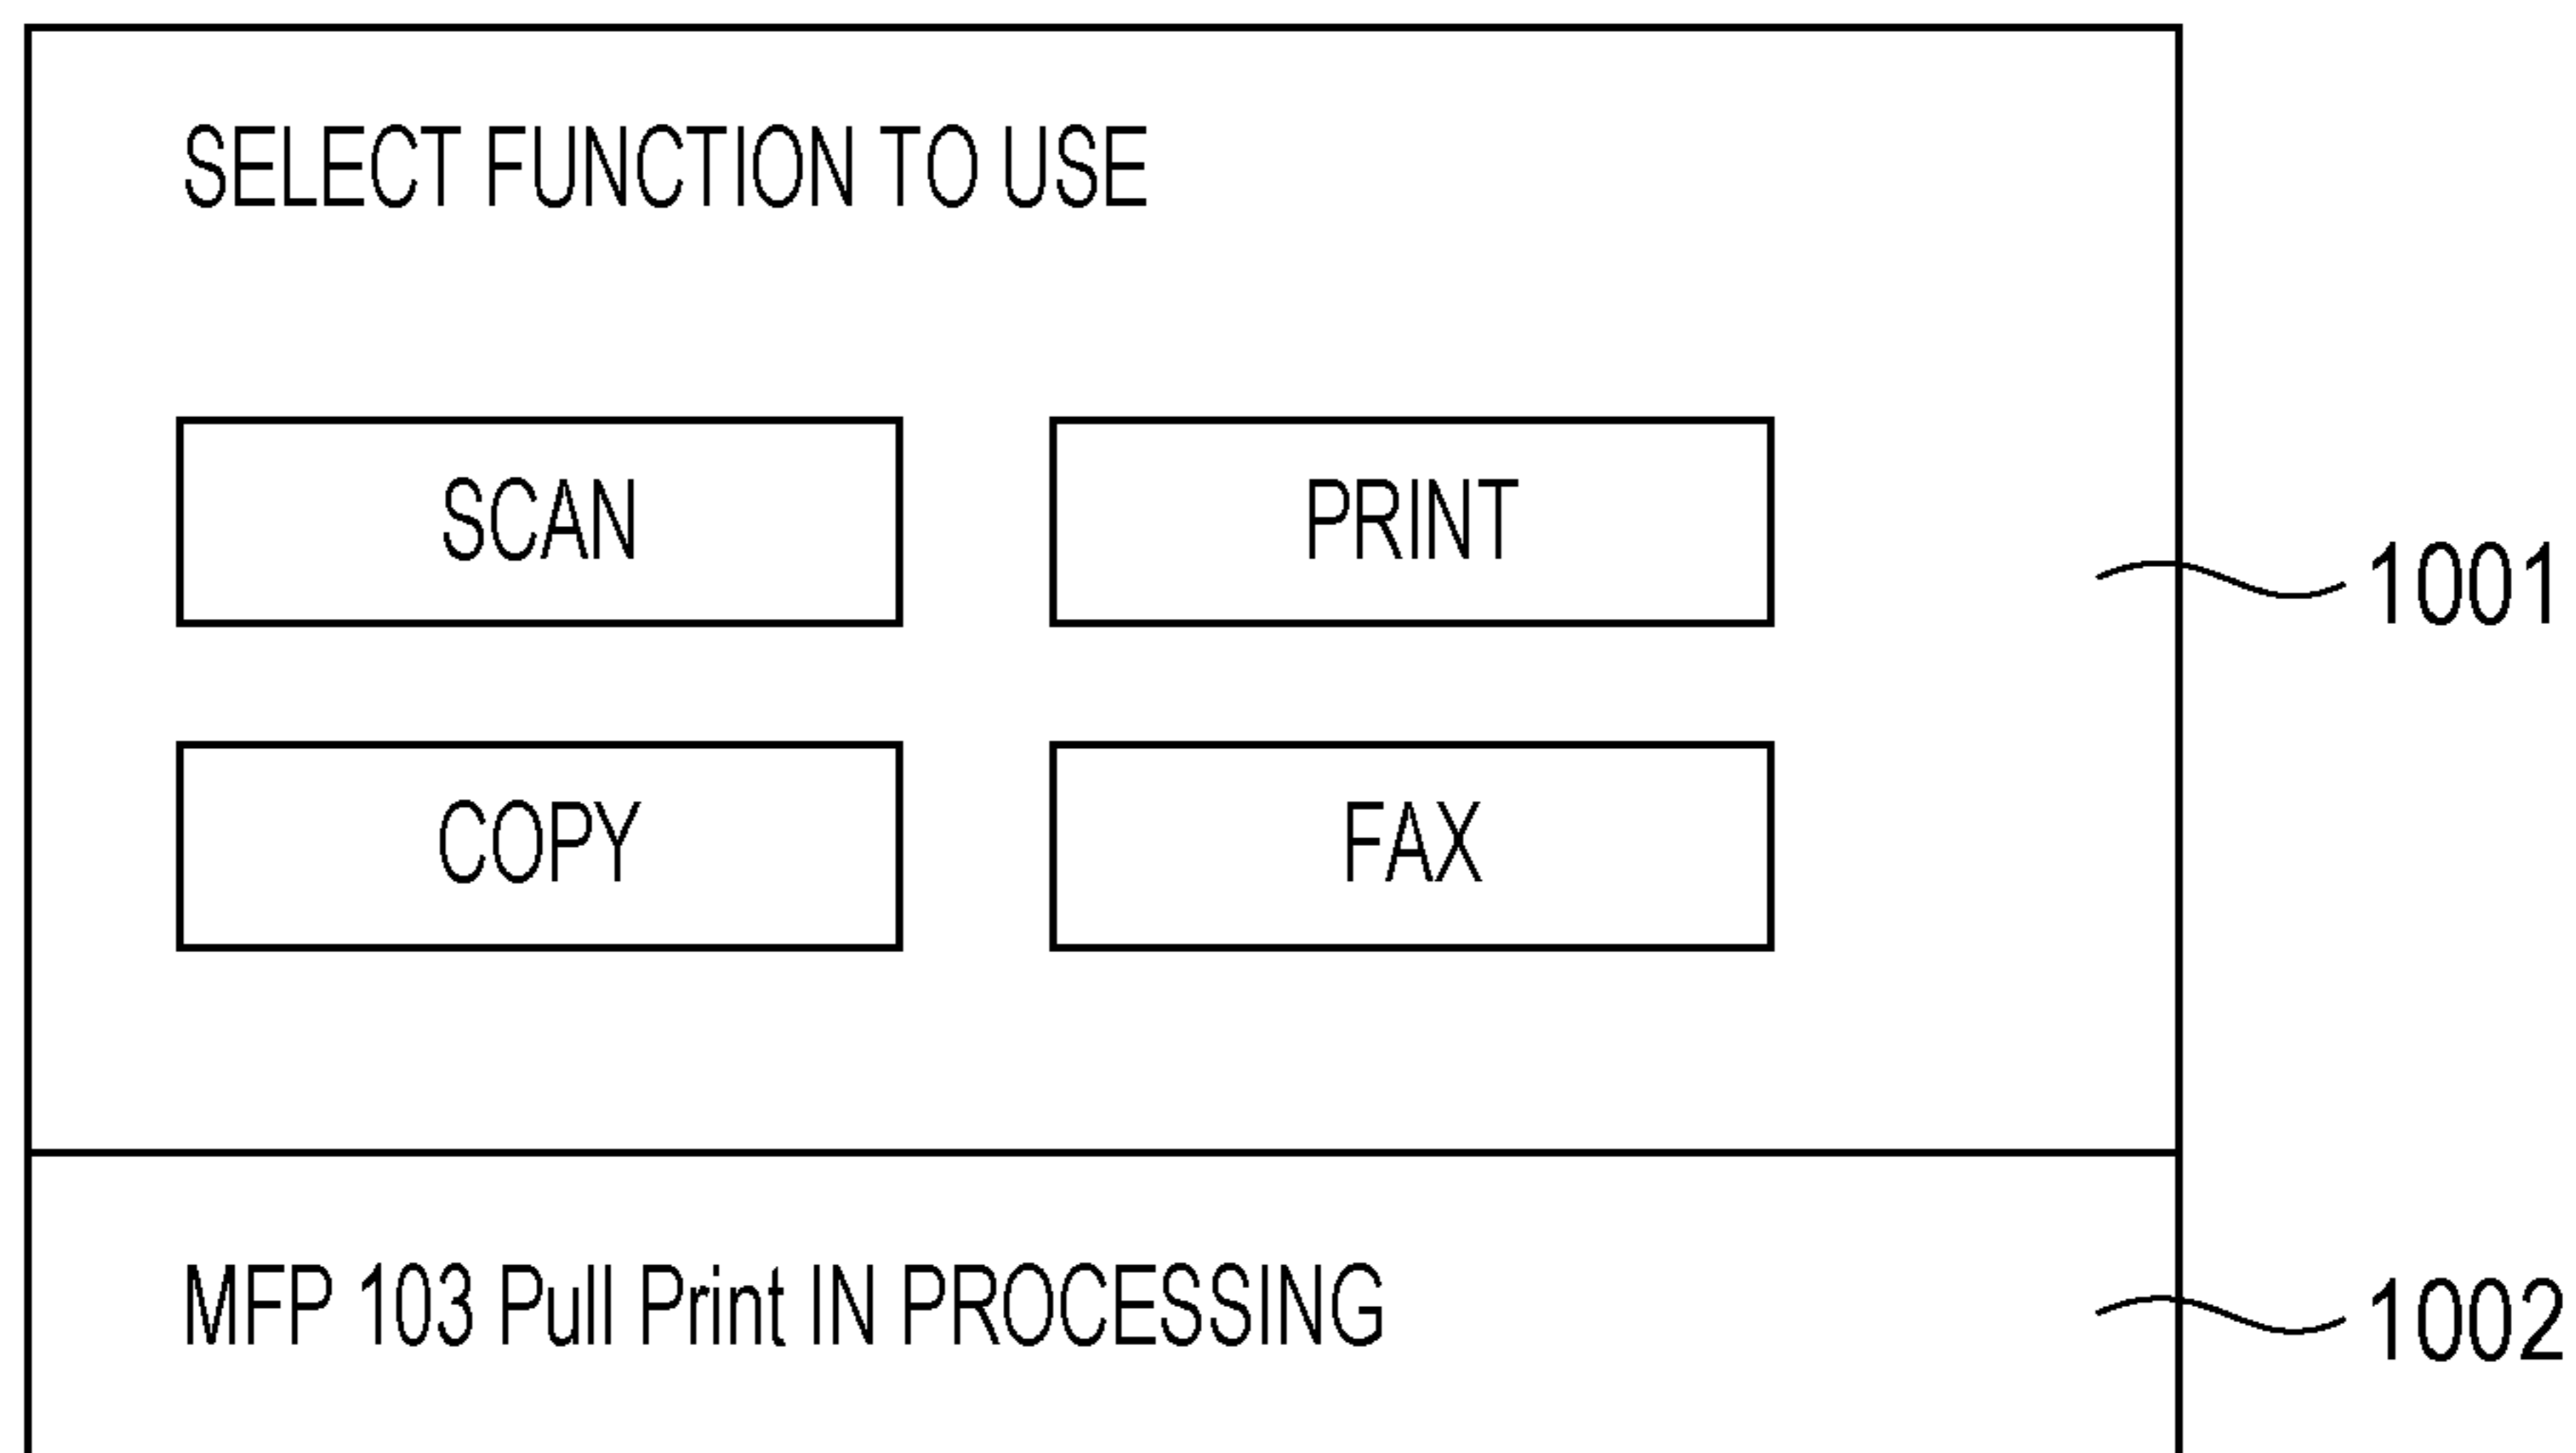 SELECT FUNCTION TO USE
SCAN
PRINT
1001
COPY
FAX
MFP 103 Pull Print IN PROCESSING
1002